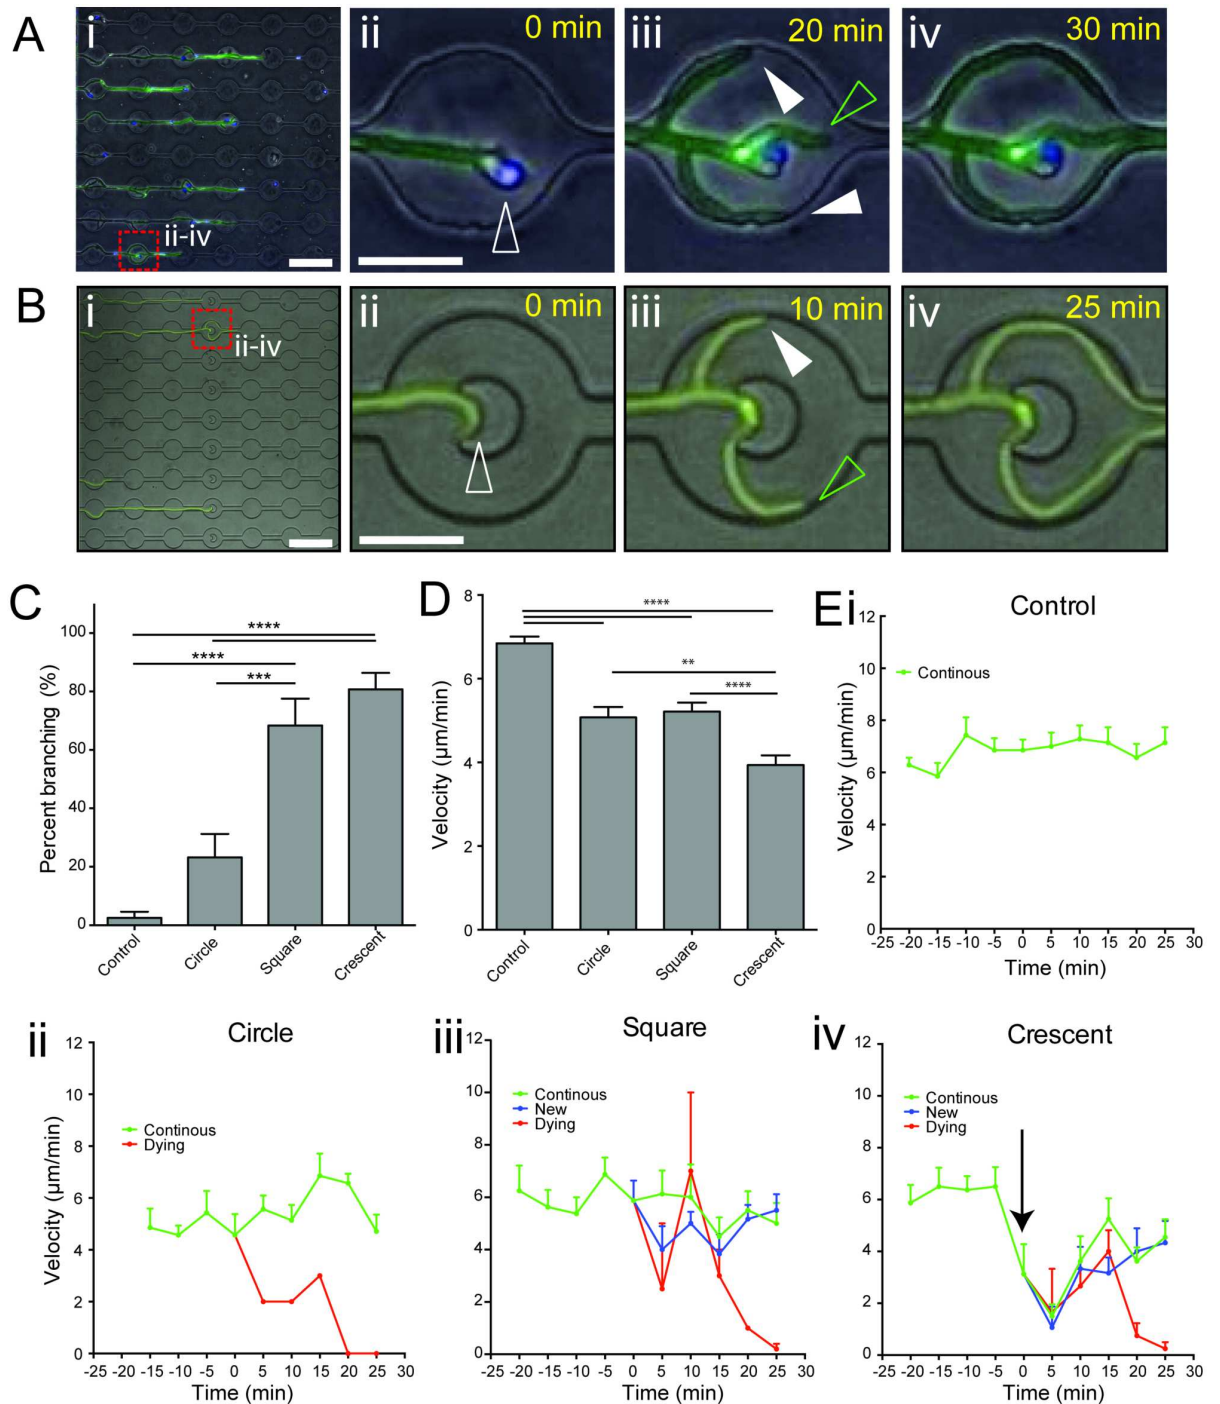 A
i
ii-iv
ii
0 min
iii
20 min
iv
30 min
B
i
ii-iv
ii
0 min
iii
10 min
iv
25 min
C
Percent branching (%)
100
80
60
40
20
0
****
****
***
Control
Circle
Square
Crescent
D
Velocity (µm/min)
8
6
4
2
0
****
**
****
Control
Circle
Square
Crescent
Ei
Control
Continous
Velocity (µm/min)
12
10
8
6
4
2
0
-25 -20 -15 -10 -5 0 5 10 15 20 25 30
Time (min)
ii
Circle
Continous
Dying
Velocity (µm/min)
12
10
8
6
4
2
0
-25 -20 -15 -10 -5 0 5 10 15 20 25 30
Time (min)
iii
Square
Continous
New
Dying
12
10
8
6
4
2
0
-25 -20 -15 -10 -5 0 5 10 15 20 25 30
Time (min)
iv
Crescent
Continous
New
Dying
12
10
8
6
4
2
0
-25 -20 -15 -10 -5 0 5 10 15 20 25 30
Time (min)